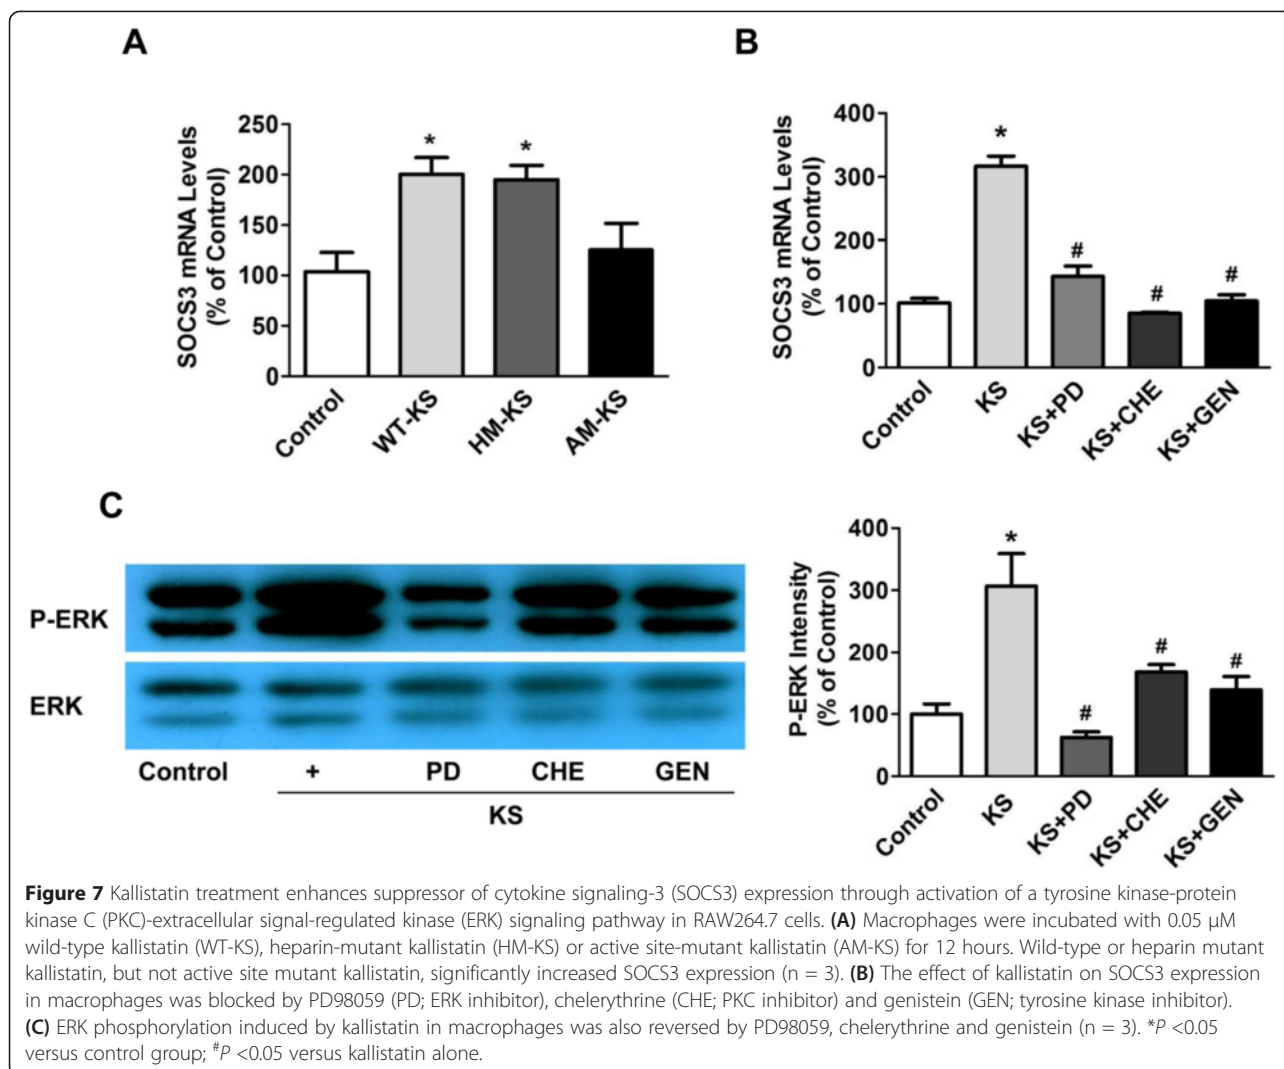 A
SOCS3 mRNA Levels
(% of Control)
250
200
150
100
50
0
*
*
Control
WT-KS
HM-KS
AM-KS
B
SOCS3 mRNA Levels
(% of Control)
400
300
200
100
0
*
#
#
#
Control
KS
KS+PD
KS+CHE
KS+GEN
C
P-ERK
ERK
Control + PD CHE GEN
KS
P-ERK Intensity
(% of Control)
400
300
200
100
0
*
#
#
#
Control
KS
KS+PD
KS+CHE
KS+GEN
Figure 7 Kallistatin treatment enhances suppressor of cytokine signaling-3 (SOCS3) expression through activation of a tyrosine kinase-protein
kinase C (PKC)-extracellular signal-regulated kinase (ERK) signaling pathway in RAW264.7 cells. (A) Macrophages were incubated with 0.05 μM
wild-type kallistatin (WT-KS), heparin-mutant kallistatin (HM-KS) or active site-mutant kallistatin (AM-KS) for 12 hours. Wild-type or heparin mutant
kallistatin, but not active site mutant kallistatin, significantly increased SOCS3 expression (n = 3). (B) The effect of kallistatin on SOCS3 expression
in macrophages was blocked by PD98059 (PD; ERK inhibitor), chelerythrine (CHE; PKC inhibitor) and genistein (GEN; tyrosine kinase inhibitor).
(C) ERK phosphorylation induced by kallistatin in macrophages was also reversed by PD98059, chelerythrine and genistein (n = 3). *P <0.05
versus control group; #P <0.05 versus kallistatin alone.